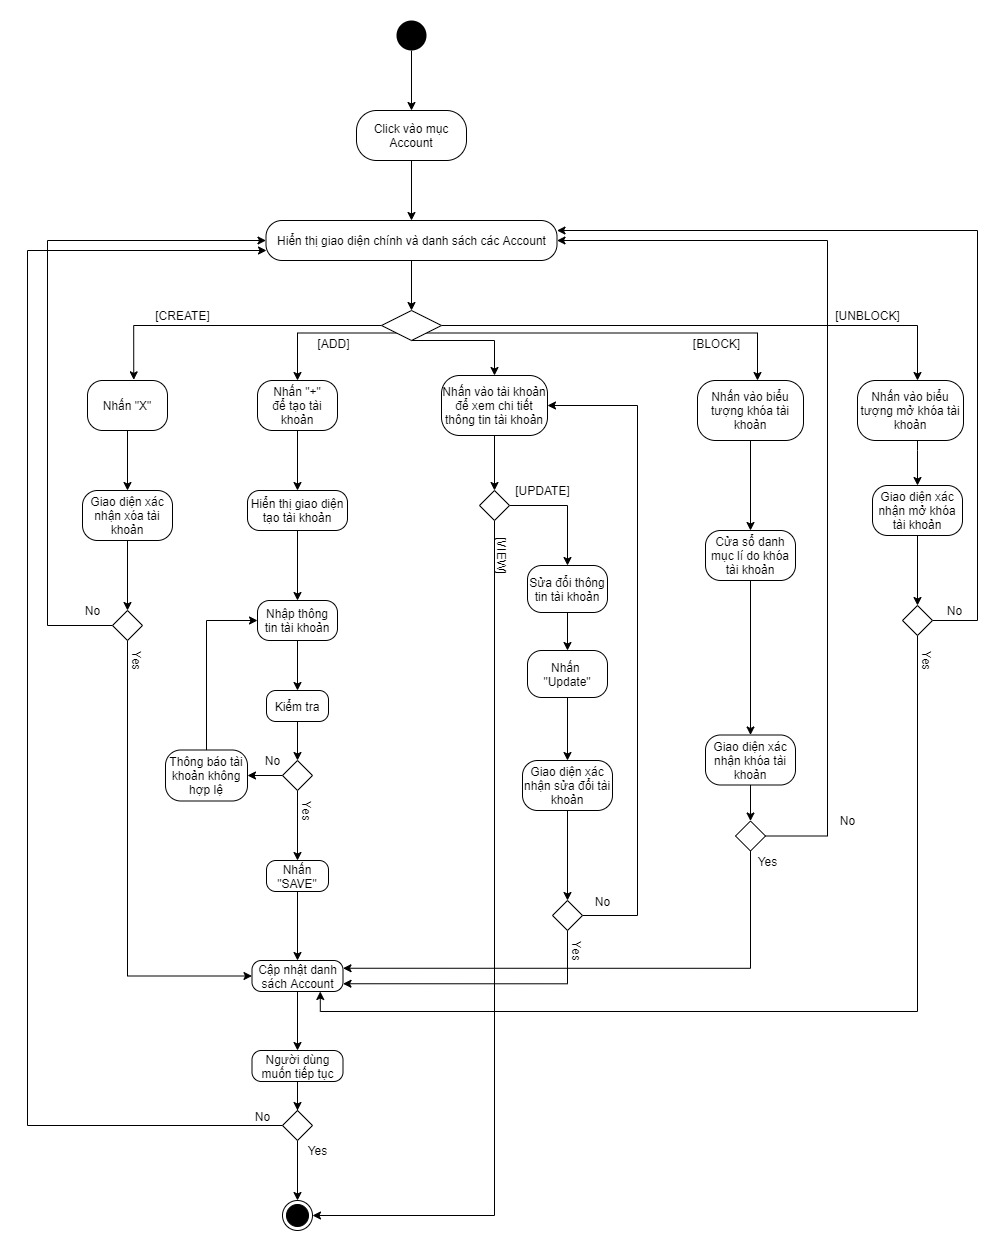 Click vào mục
Account
Hiển thị giao diện chính và danh sách các Account
[CREATE]
[UNBLOCK]
[ADD]
[BLOCK]
Nhấn "X"
Nhấn "+"
để tạo tài
khoản
Nhấn vào tài khoản
để xem chi tiết
thông tin tài khoản
Nhấn vào biểu
tượng khóa tài
khoản
Nhấn vào biểu
tượng mở khóa tài
khoản
Giao diện xác
nhận xóa tài
khoản
Hiển thị giao diện
tạo tài khoản
[UPDATE]
[VIEW]
Giao diện xác
nhận mở khóa
tài khoản
Cửa sổ danh
mục lí do khóa
tài khoản
Sửa đổi thông
tin tài khoản
No
Yes
Nhập thông
tin tài khoản
No
Yes
Nhấn
"Update"
Kiểm tra
Thông báo tài
khoản không
hợp lệ
No
Yes
Giao diện xác
nhận sửa đổi tài
khoản
Giao diện xác
nhận khóa tài
khoản
No
Yes
Nhấn
"SAVE"
No
Yes
Cập nhật danh
sách Account
Người dùng
muốn tiếp tục
No
Yes